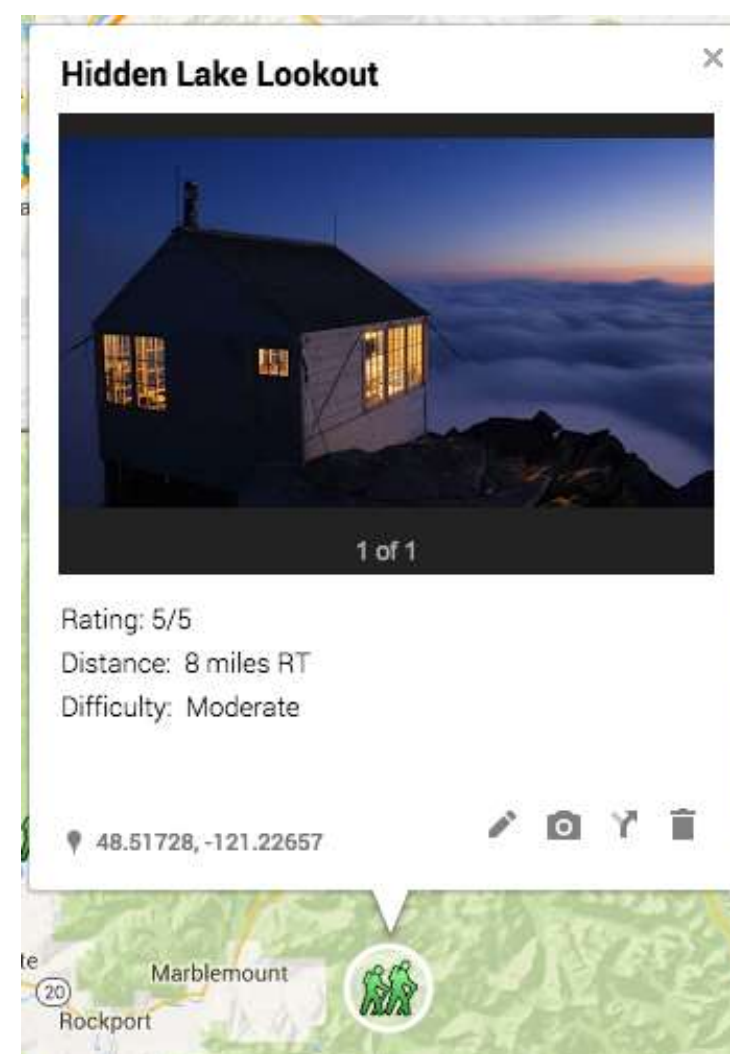 Hidden Lake Lookout
1 of 1
Rating: 5/5
Distance: 8 miles RT
Difficulty: Moderate
48.51728, -121.22657
Marblemount
20
Rockport